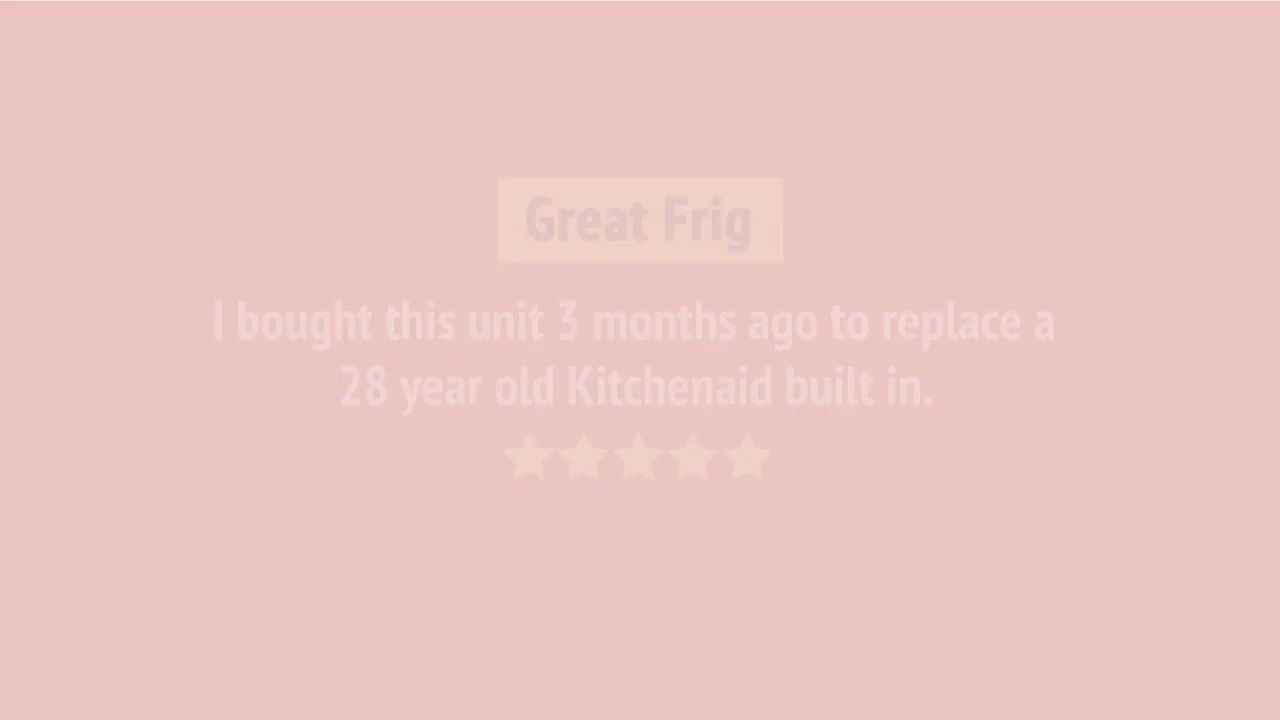 Great Frig
I bought this unit 3 months ago to replace a
28 year old Kitchenaid built in.